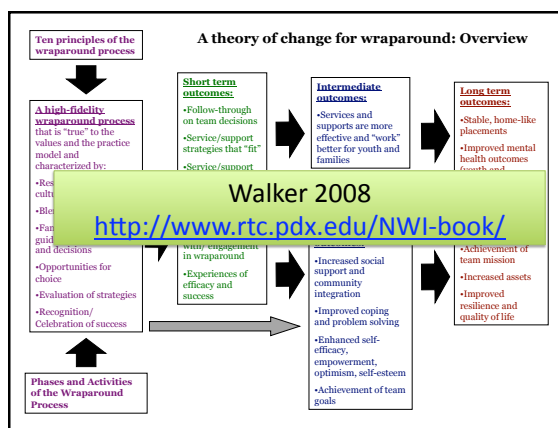 Ten principles of the
wraparound process
A theory of change for wraparound: Overview
A high-fidelity
wraparound process
that is “true” to the
values and the practice
model and
characterized by:
Short term
outcomes:
•Follow-through
on team decisions
•Service/support
strategies that “fit”
•Service/support
Intermediate
outcomes:
•Services and
supports are more
effective and “work”
better for youth and
families
Long term
outcomes:
•Stable, home-like
placements
•Improved mental
health outcomes
Walker 2008
http://www.rtc.pdx.edu/NWI-book/
and decisions
•Opportunities for
choice
•Evaluation of strategies
•Recognition/
Celebration of success
with/ engagement
in wraparound
•Experiences of
efficacy and
success
•Increased social
support and
community
integration
•Improved coping
and problem solving
•Enhanced self-
efficacy,
empowerment,
optimism, self-esteem
•Achievement of team
goals
•Achievement of
team mission
•Increased assets
•Improved
resilience and
quality of life
Phases and Activities
of the Wraparound
Process